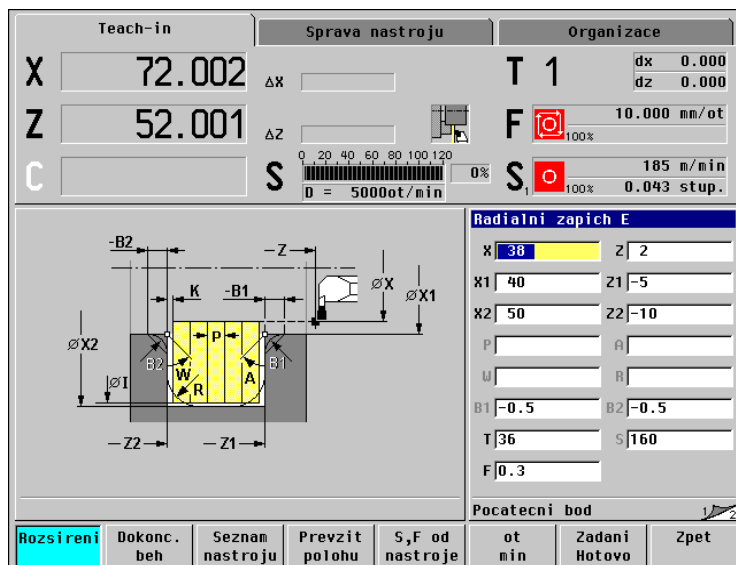 Teach-in Sprava nastroju Organizace
X 72.002 ΔX T 1 dx 0.000
dz 0.000
Z 52.001 ΔZ F 100% 10.000 mm/ot
C S 0 20 40 60 80 100 120 0% S1 100% 185 m/min
D = 5000ot/min 0.043 stup.
Radialni zapich E
X 38 Z 2
X1 40 Z1 -5
X2 50 Z2 -10
P A
W R
B1 -0.5 B2 -0.5
T 36 S 160
F 0.3
Pocatecni bod 1 2
-B2 Z
K -B1 ØX ØX1
P
ØX2 B2 B1
W A
ØI R
Z2 Z1
Rozsireni Dokonc. beh Seznam nastroju Prevzit polohu S,F od nastroje ot min Zadani Hotovo Zpet